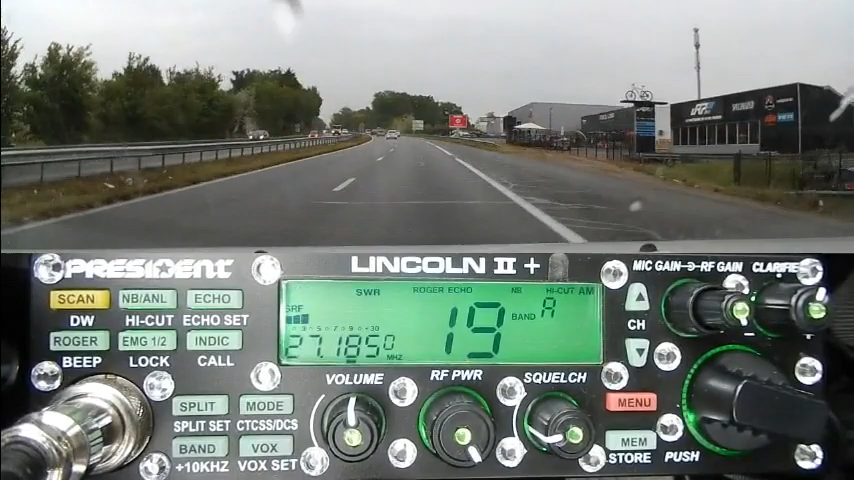 SPECIALIZED
PRESIDENT
LINCOLN II +
MIC GAIN RF GAIN
CLARIFIER
SCAN
NB/ANL
ECHO
DW
HI-CUT
ECHO SET
ROGER
EMG 1/2
INDIC
BEEP
LOCK
CALL
SWR
ROGER ECHO
NB
HI-CUT AM
SRF
19
BAND A
27.1850 MHZ
CH
VOLUME
RF PWR
SQUELCH
SPLIT
MODE
SPLIT SET
CTCSS/DCS
BAND
VOX
+10KHZ
VOX SET
MENU
MEM
STORE
PUSH